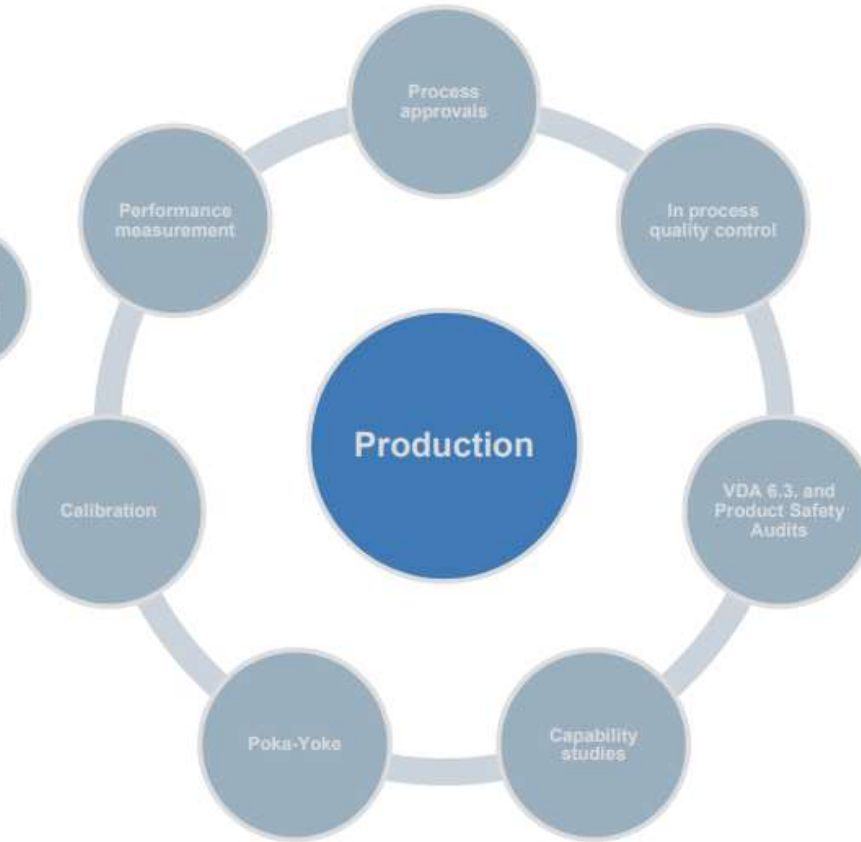 Process
approvals
Performance
measurement
In process
quality control
Production
VDA 6.3. and
Product Safety
Audits
Calibration
Poka-Yoke
Capability
studies